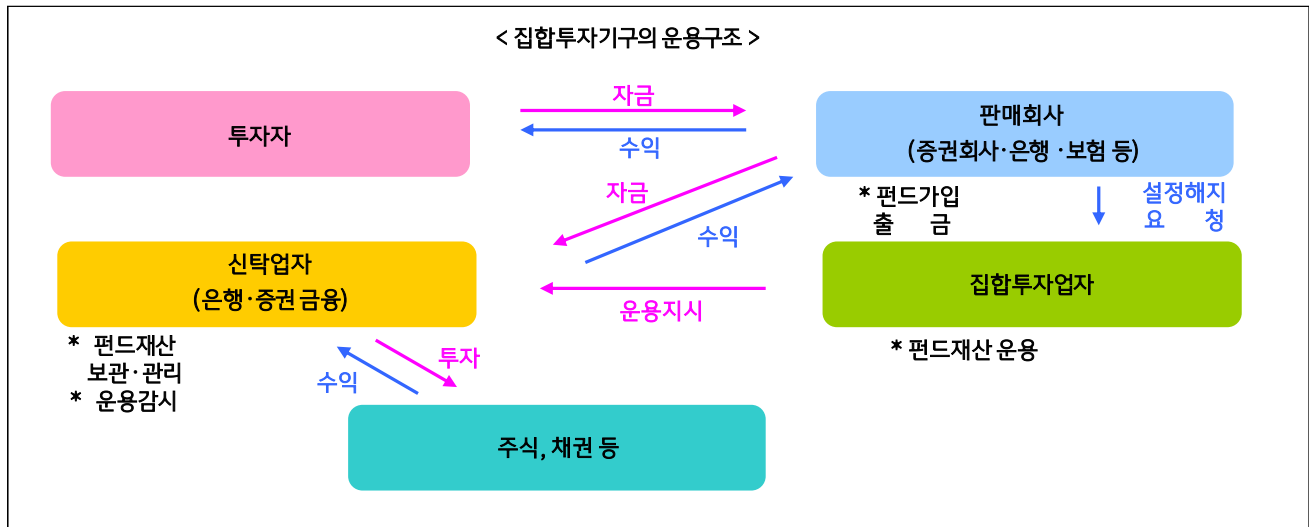 < 집합투자기구의 운용구조 >
자금
투자자
수익
판매회사
(증권회사·은행 ·보험 등)
자금
수익
* 펀드가입
출 금
설정해지
요 청
신탁업자
(은행·증권 금융)
운용지시
집합투자업자
* 펀드재산
보관·관리
* 운용감시
투자
수익
* 펀드재산 운용
주식, 채권 등